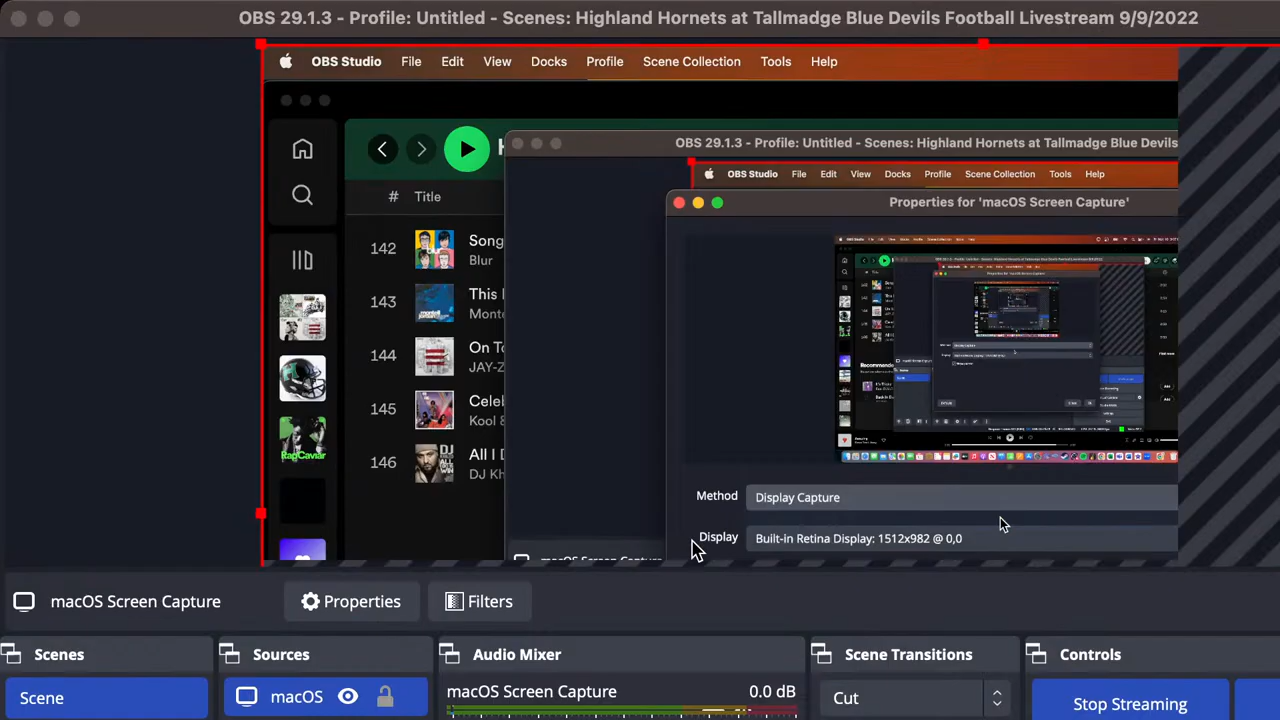 OBS 29.1.3 - Profile: Untitled - Scenes: Highland Hornets at Tallmadge Blue Devils Football Livestream 9/9/2022
OBS Studio File Edit View Docks Profile Scene Collection Tools Help
OBS 29.1.3 - Profile: Untitled - Scenes: Highland Hornets at Tallmadge Blue Devils
OBS Studio File Edit View Docks Profile Scene Collection Tools Help
# Title
Properties for 'macOS Screen Capture'
142 Song
Blur
143 This
Monte
144 On To
JAY-Z
145 Celeb
Kool &
146 All I D
DJ Kh
RapCaviar
Method Display Capture
Display Built-in Retina Display: 1512x982 @ 0,0
macOS Screen Capture Properties Filters
Scenes Sources Audio Mixer Scene Transitions Controls
Scene macOS macOS Screen Capture 0.0 dB Cut Stop Streaming